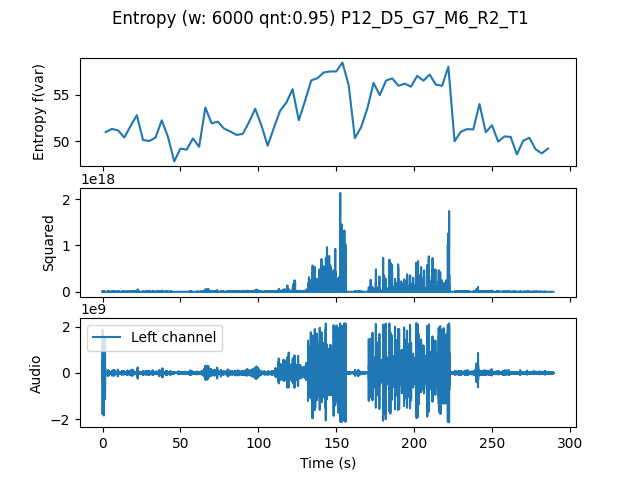 Entropy (w: 6000 qnt:0.95) P12_D5_G7_M6_R2_T1
Entropy f(var)
55
50
1e18
Squared
2
1
0
1e9
Audio
2
0
−2
Left channel
0 50 100 150 200 250 300
Time (s)